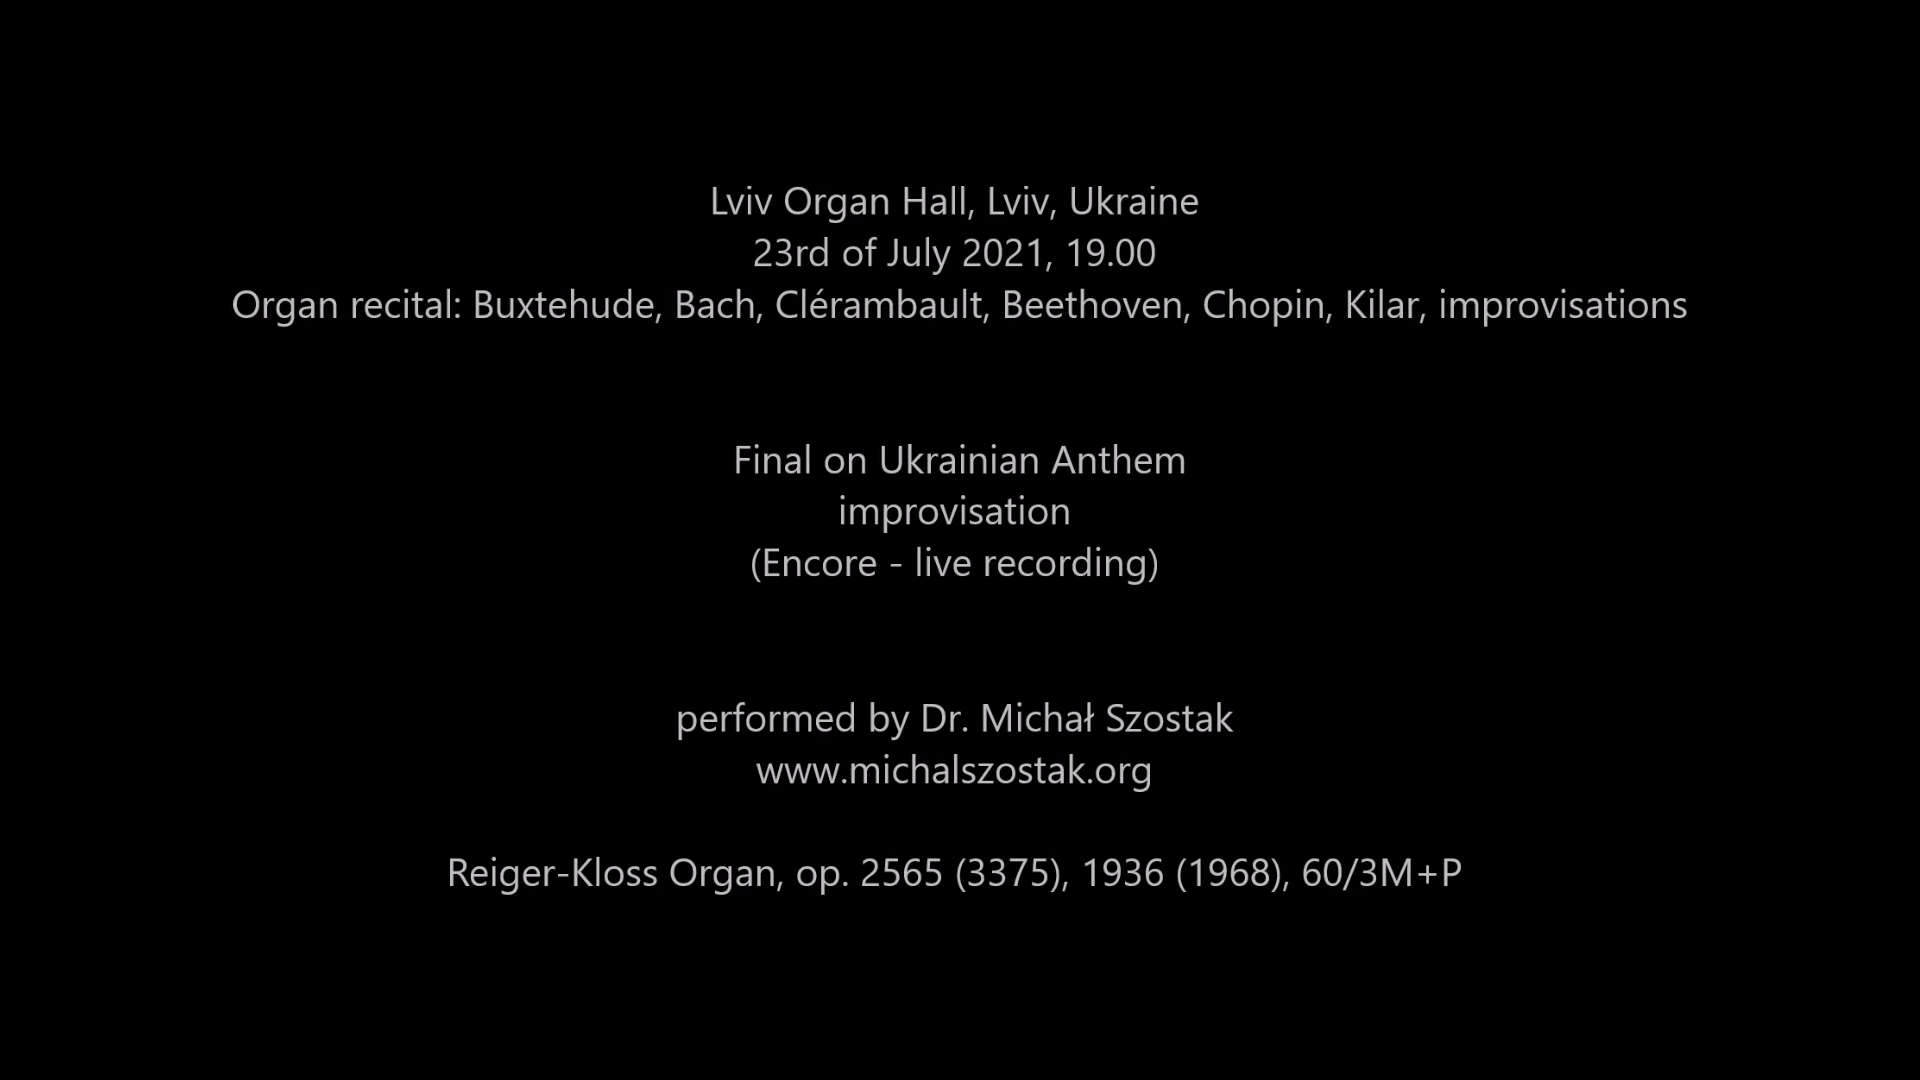 Lviv Organ Hall, Lviv, Ukraine
23rd of July 2021, 19.00
Organ recital: Buxtehude, Bach, Clérambault, Beethoven, Chopin, Kilar, improvisations
Final on Ukrainian Anthem
improvisation
(Encore - live recording)
performed by Dr. Michał Szostak
www.michalszostak.org
Reiger-Kloss Organ, op. 2565 (3375), 1936 (1968), 60/3M+P